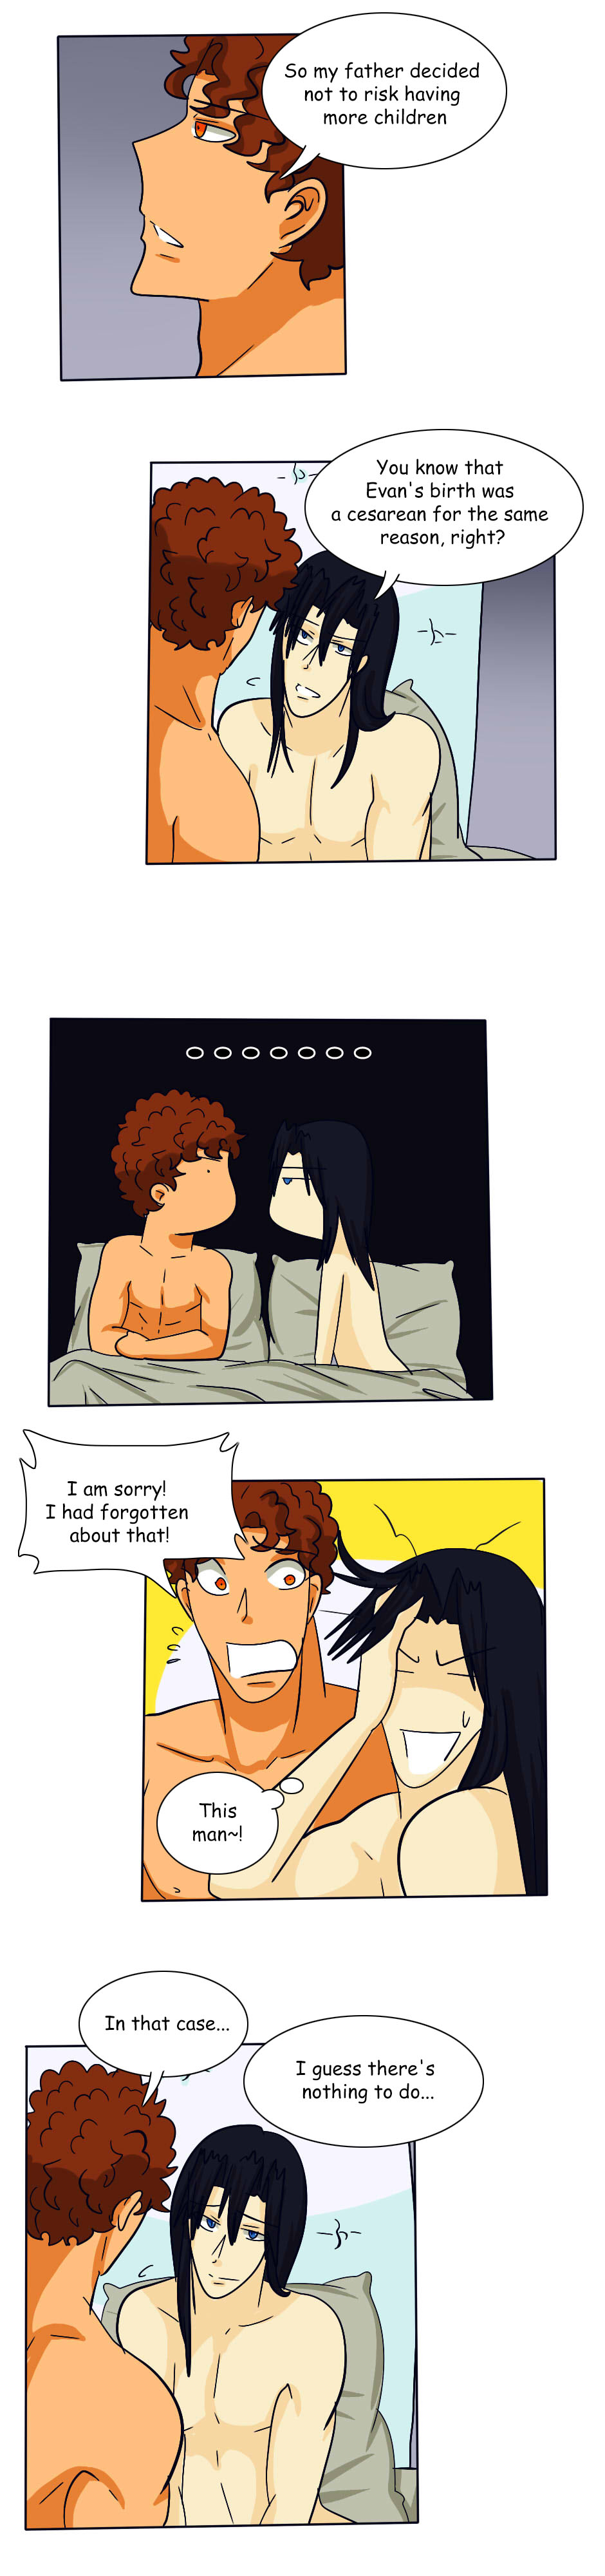 So my father decided
not to risk having
more children
You know that
Evan's birth was
a cesarean for the same
reason, right?
I am sorry!
I had forgotten
about that!
This
man~!
In that case...
I guess there's
nothing to do...